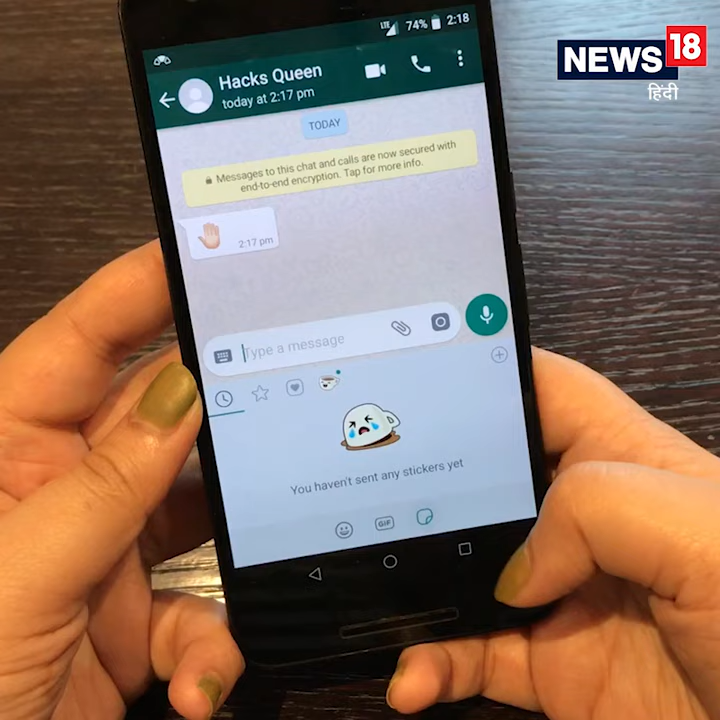 LTE 74% 2:18
Hacks Queen
today at 2:17 pm
TODAY
Messages to this chat and calls are now secured with
end-to-end encryption. Tap for more info.
2:17 pm
Type a message
You haven't sent any stickers yet
GIF
NEWS 18
हिंदी